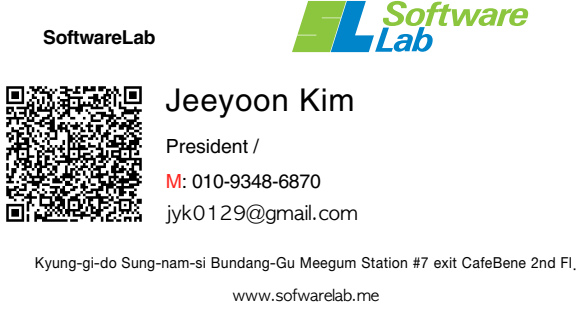 SoftwareLab
SL Software
Lab
Jeeyoon Kim
President /
M: 010-9348-6870
jyk0129@gmail.com
Kyung-gi-do Sung-nam-si Bundang-Gu Meegum Station #7 exit CafeBene 2nd Fl.
www.sofwarelab.me